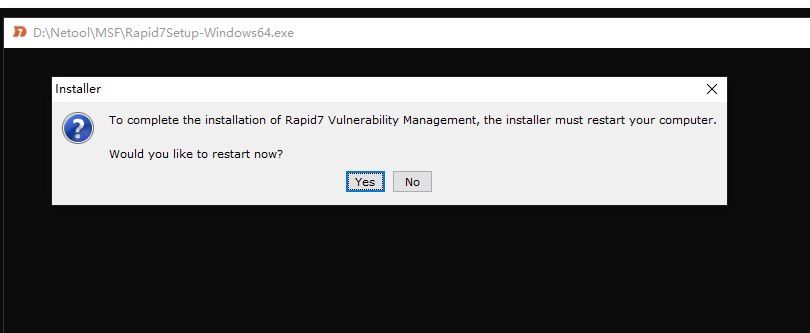 D:\Netool\MSF\Rapid7Setup-Windows64.exe
Installer
To complete the installation of Rapid7 Vulnerability Management, the installer must restart your computer.
Would you like to restart now?
Yes No